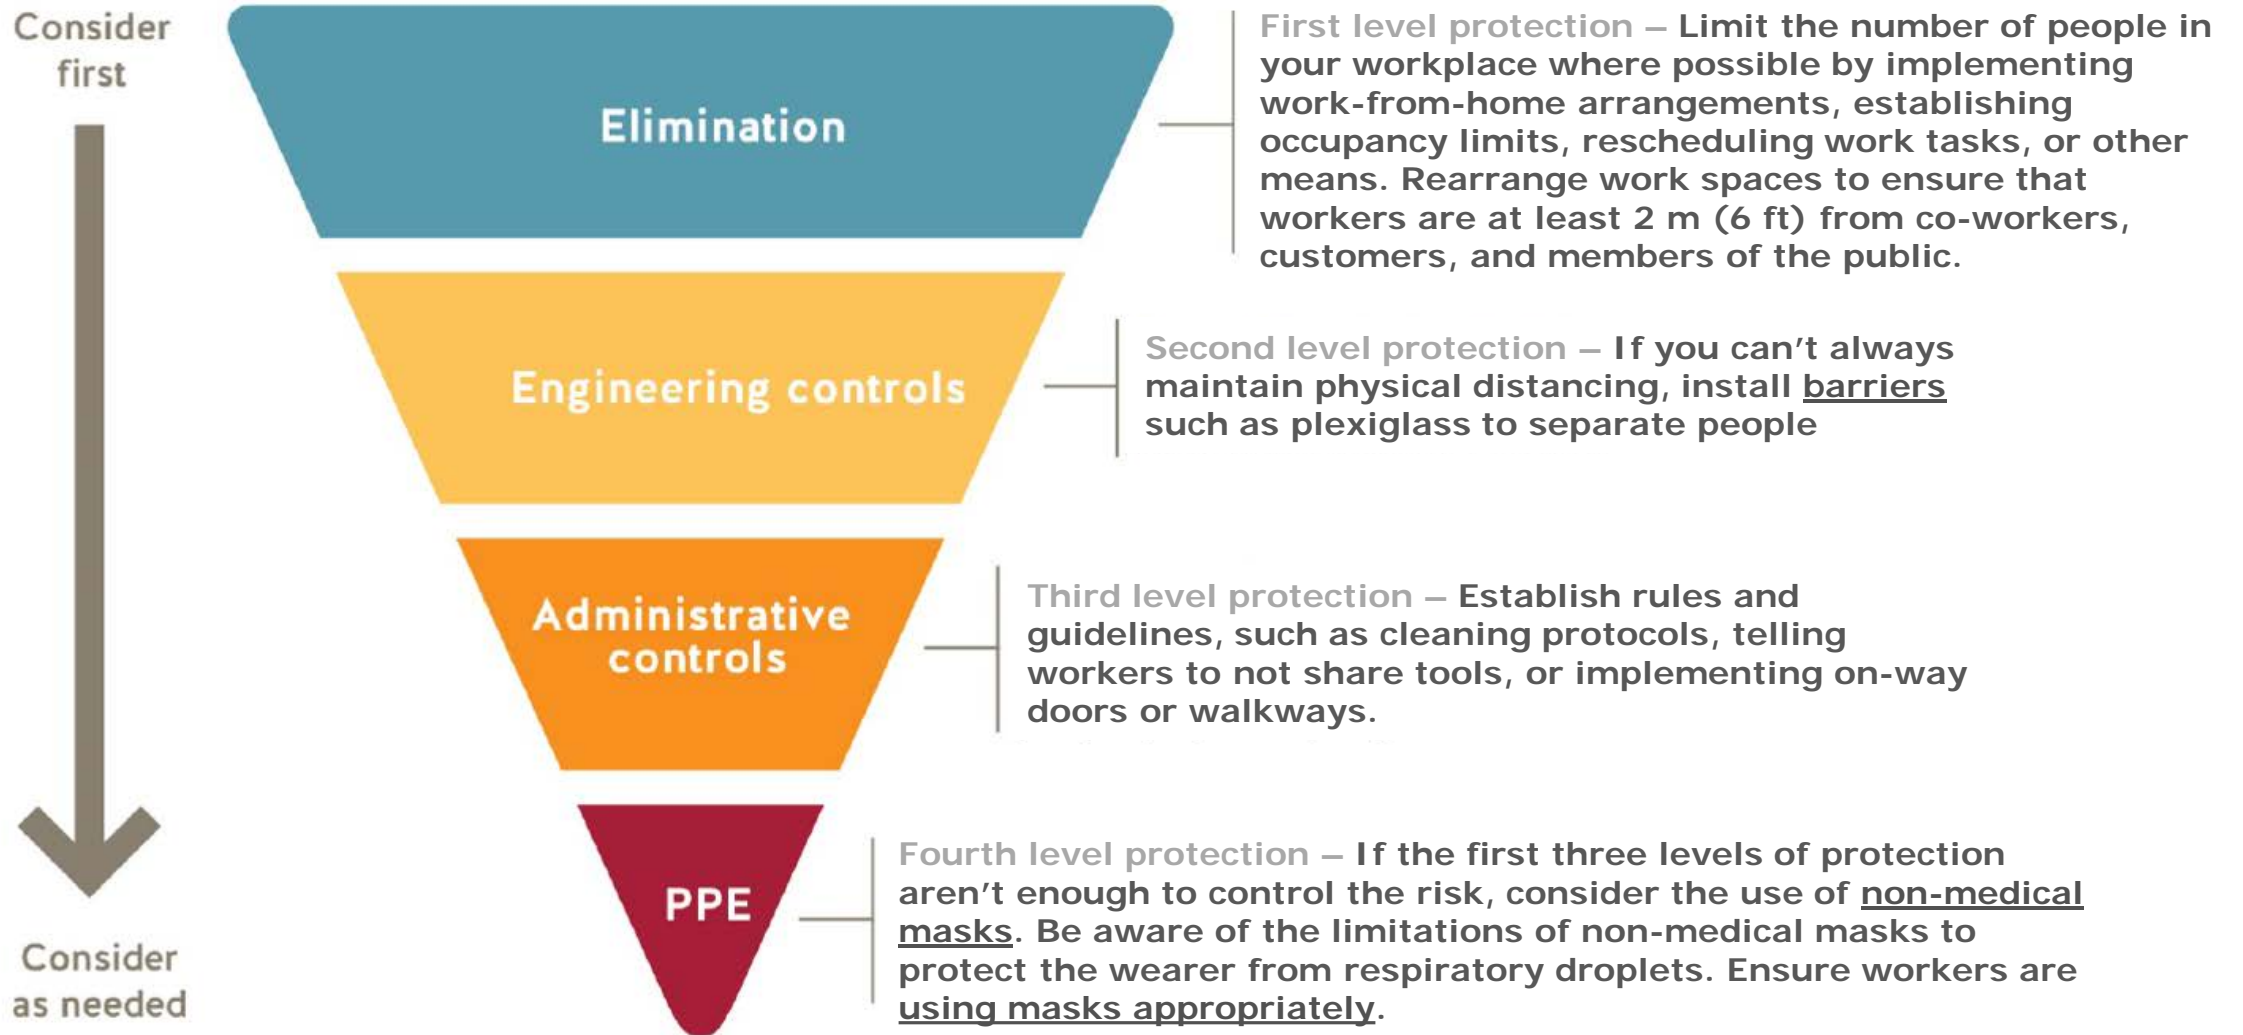 Consider
first
Elimination
First level protection – Limit the number of people in
your workplace where possible by implementing
work-from-home arrangements, establishing
occupancy limits, rescheduling work tasks, or other
means. Rearrange work spaces to ensure that
workers are at least 2 m (6 ft) from co-workers,
customers, and members of the public.
Engineering controls
Second level protection – If you can't always
maintain physical distancing, install barriers
such as plexiglass to separate people
Administrative
controls
Third level protection – Establish rules and
guidelines, such as cleaning protocols, telling
workers to not share tools, or implementing on-way
doors or walkways.
PPE
Fourth level protection – If the first three levels of protection
aren't enough to control the risk, consider the use of non-medical
masks. Be aware of the limitations of non-medical masks to
protect the wearer from respiratory droplets. Ensure workers are
using masks appropriately.
Consider
as needed